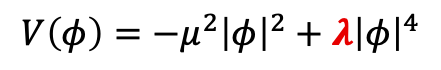 V(ϕ) = −μ²|ϕ|² + λ|ϕ|⁴